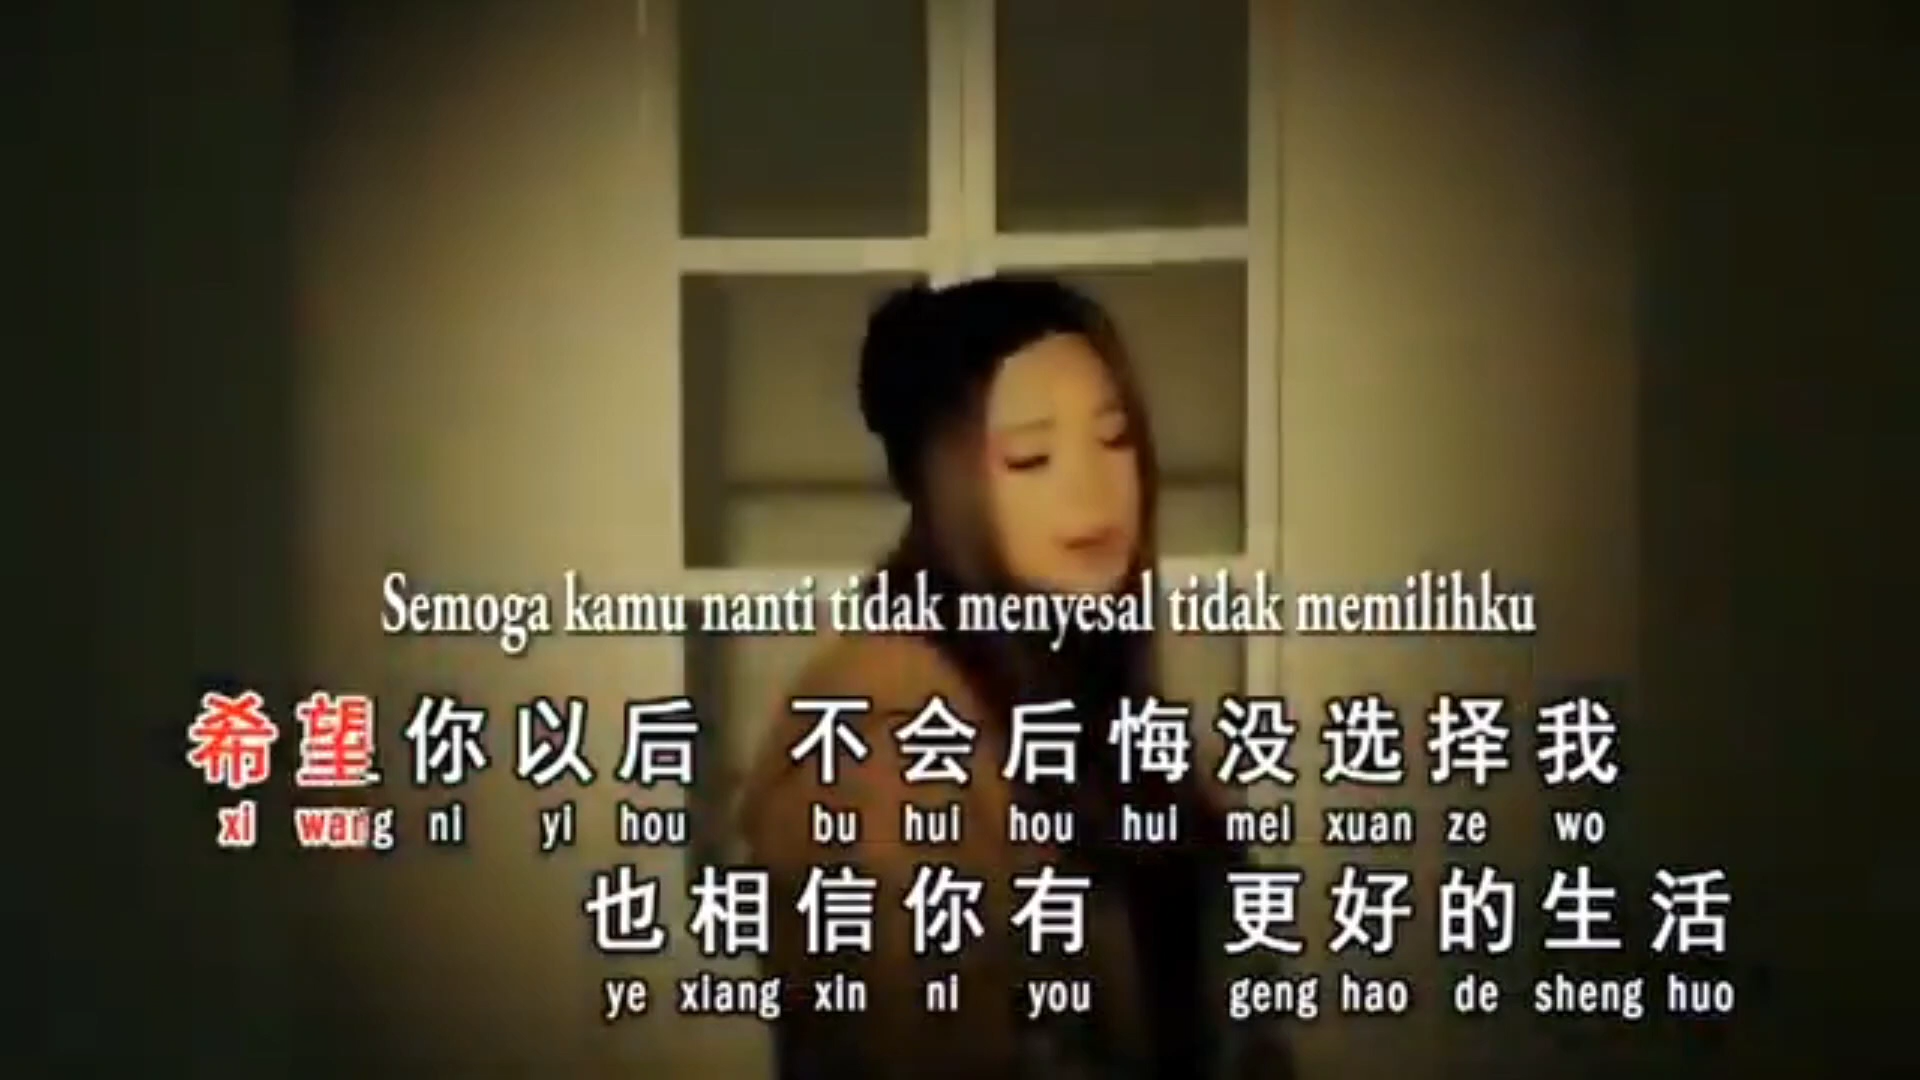 Semoga kamu nanti tidak menyesal tidak memilihku
希望你以后 不会后悔没选择我
xi wang ni yi hou bu hui hou hui mei xuan ze wo
也相信你有 更好的生活
ye xiang xin ni you geng hao de sheng huo